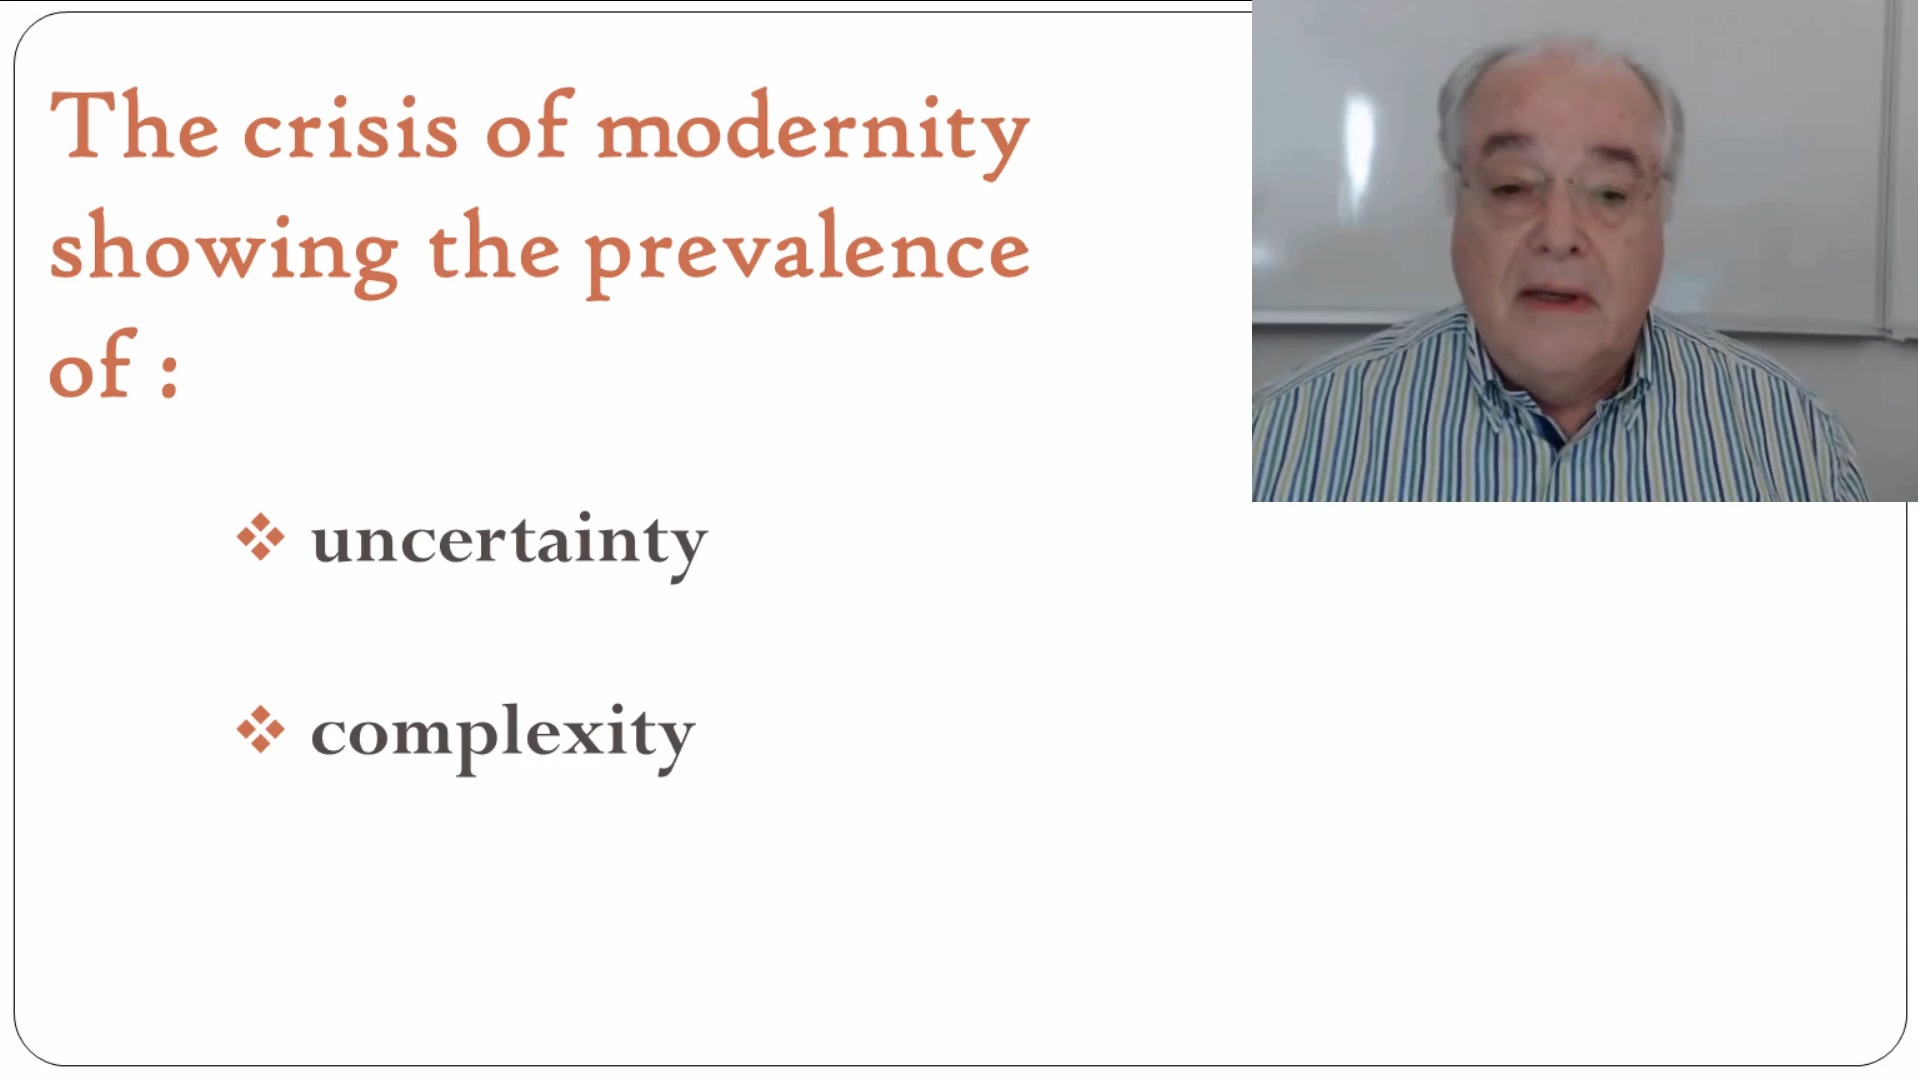 The crisis of modernity
showing the prevalence
of :
uncertainty
complexity